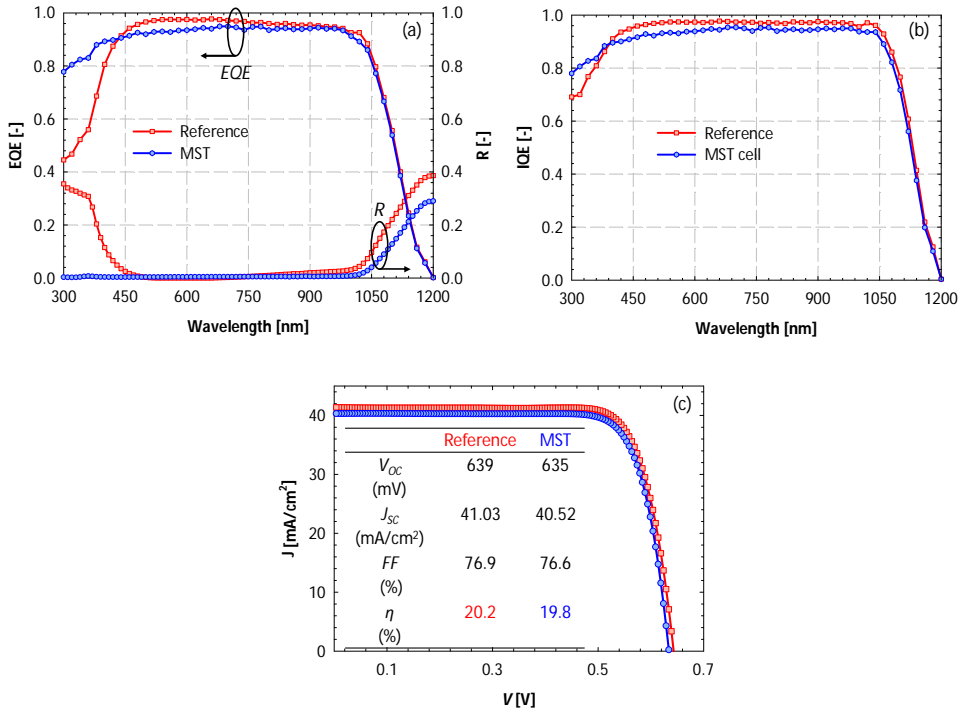 (a)
EQE [-]
1.0
0.8
0.6
0.4
0.2
0.0
300 450 600 750 900 1050 1200
Wavelength [nm]
1.0
0.8
0.6
0.4
0.2
0.0
R [-]
EQE
Reference
MST
R
(b)
IQE [-]
1.0
0.8
0.6
0.4
0.2
0.0
300 450 600 750 900 1050 1200
Wavelength [nm]
Reference
MST cell
(c)
J [mA/cm²]
40
30
20
10
0
0.1 0.3 0.5 0.7
V [V]
Reference MST
V_OC (mV) 639 635
J_SC (mA/cm²) 41.03 40.52
FF (%) 76.9 76.6
η (%) 20.2 19.8